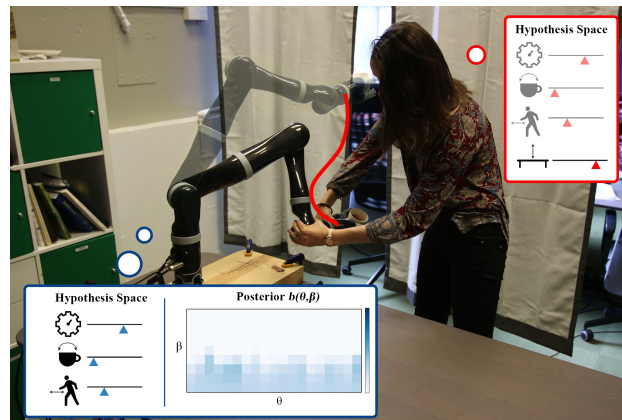 Hypothesis Space
Hypothesis Space
Posterior b(θ,β)
β
θ